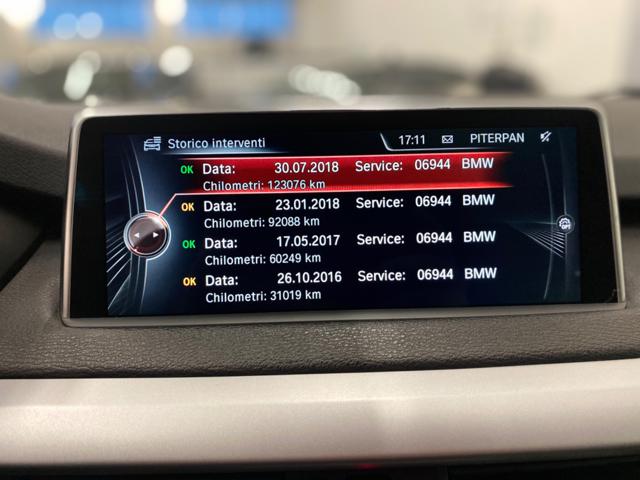 Storico interventi 17:11 PITERPAN
OK Data: 30.07.2018 Service: 06944 BMW
Chilometri: 123076 km
OK Data: 23.01.2018 Service: 06944 BMW
Chilometri: 92088 km
OK Data: 17.05.2017 Service: 06944 BMW
Chilometri: 60249 km
OK Data: 26.10.2016 Service: 06944 BMW
Chilometri: 31019 km